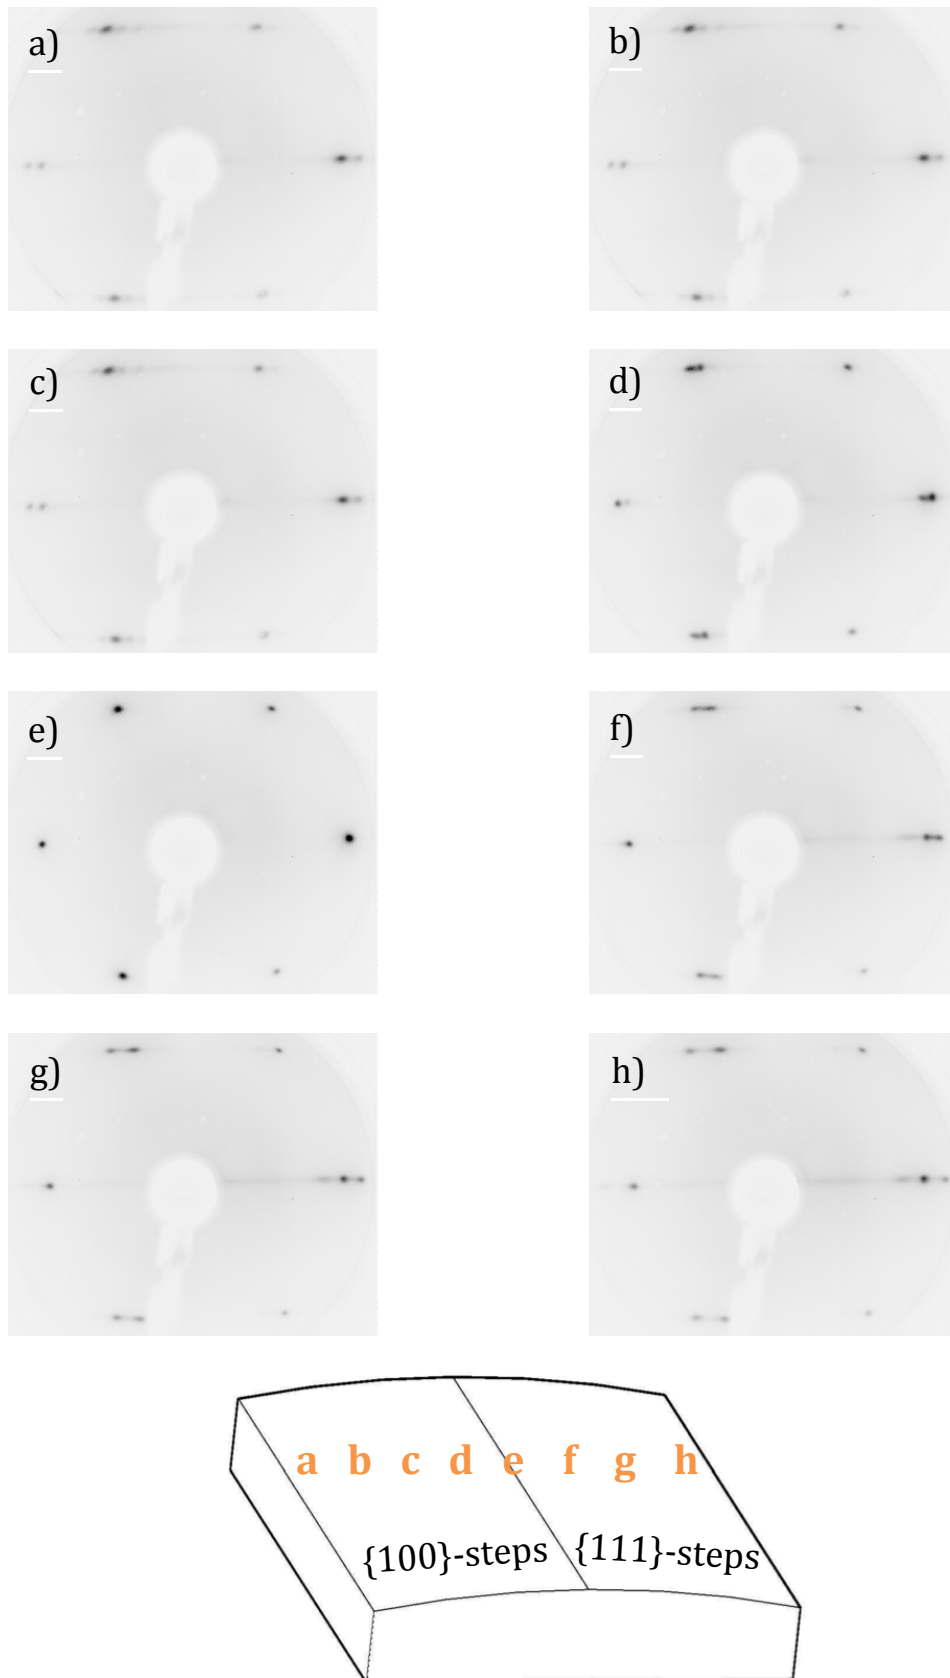 a)
b)
c)
d)
e)
f)
g)
h)
a b c d e f g h
{100}-steps {111}-steps